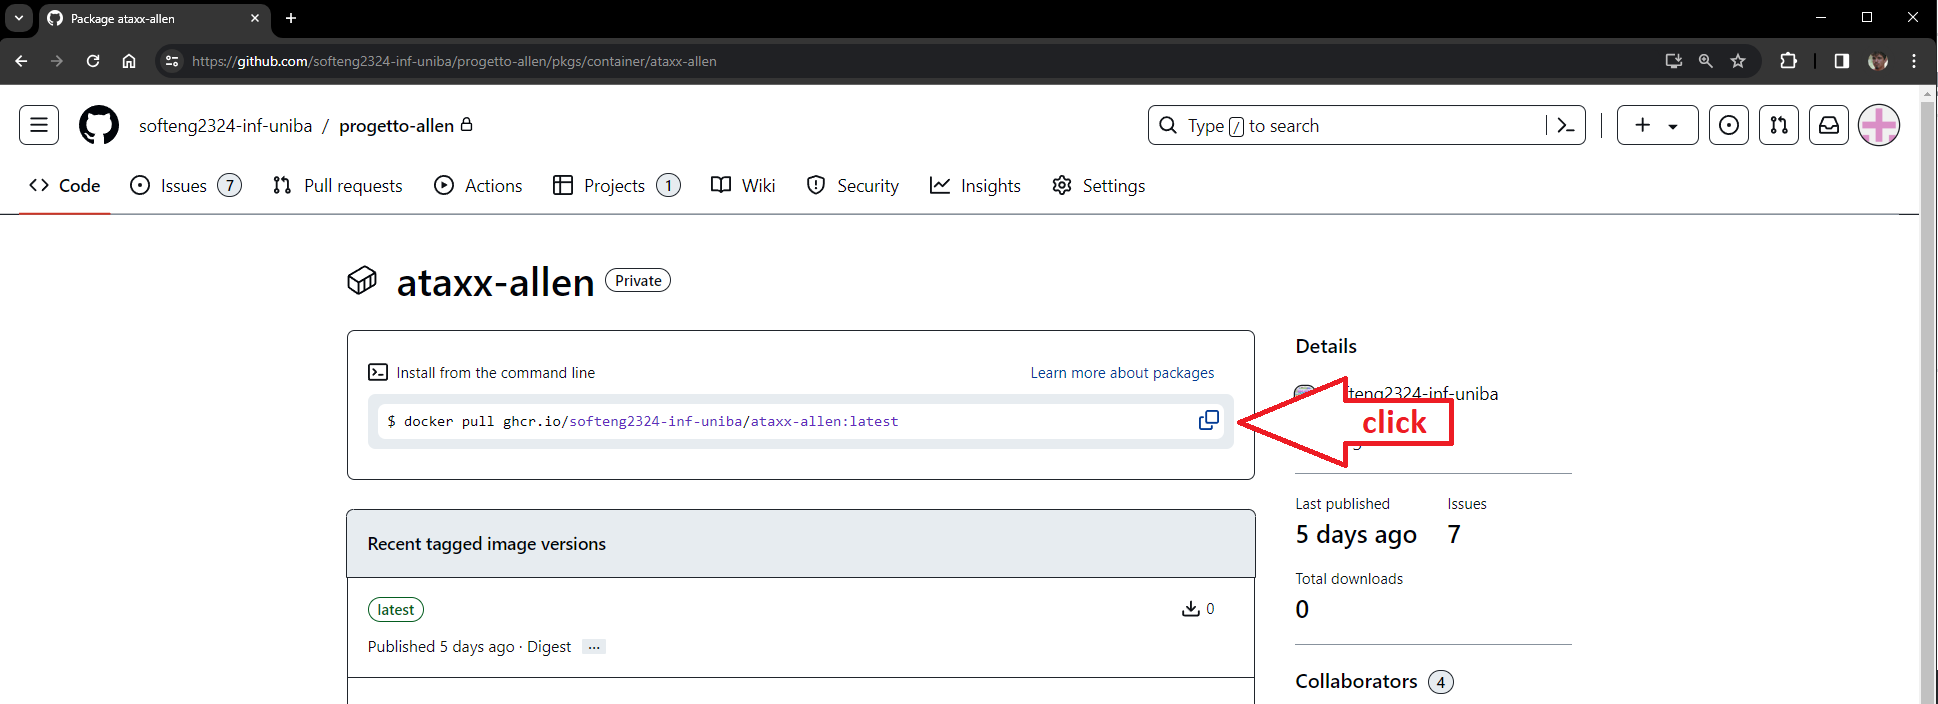 Package ataxx-allen
https://github.com/softeng2324-inf-uniba/progetto-allen/pkgs/container/ataxx-allen
softeng2324-inf-uniba / progetto-allen
Type / to search
Code
Issues 7
Pull requests
Actions
Projects 1
Wiki
Security
Insights
Settings
ataxx-allen Private
Install from the command line
Learn more about packages
$ docker pull ghcr.io/softeng2324-inf-uniba/ataxx-allen:latest
click
Recent tagged image versions
latest
0
Published 5 days ago · Digest ...
Details
fteng2324-inf-uniba
Last published
5 days ago
Issues
7
Total downloads
0
Collaborators 4